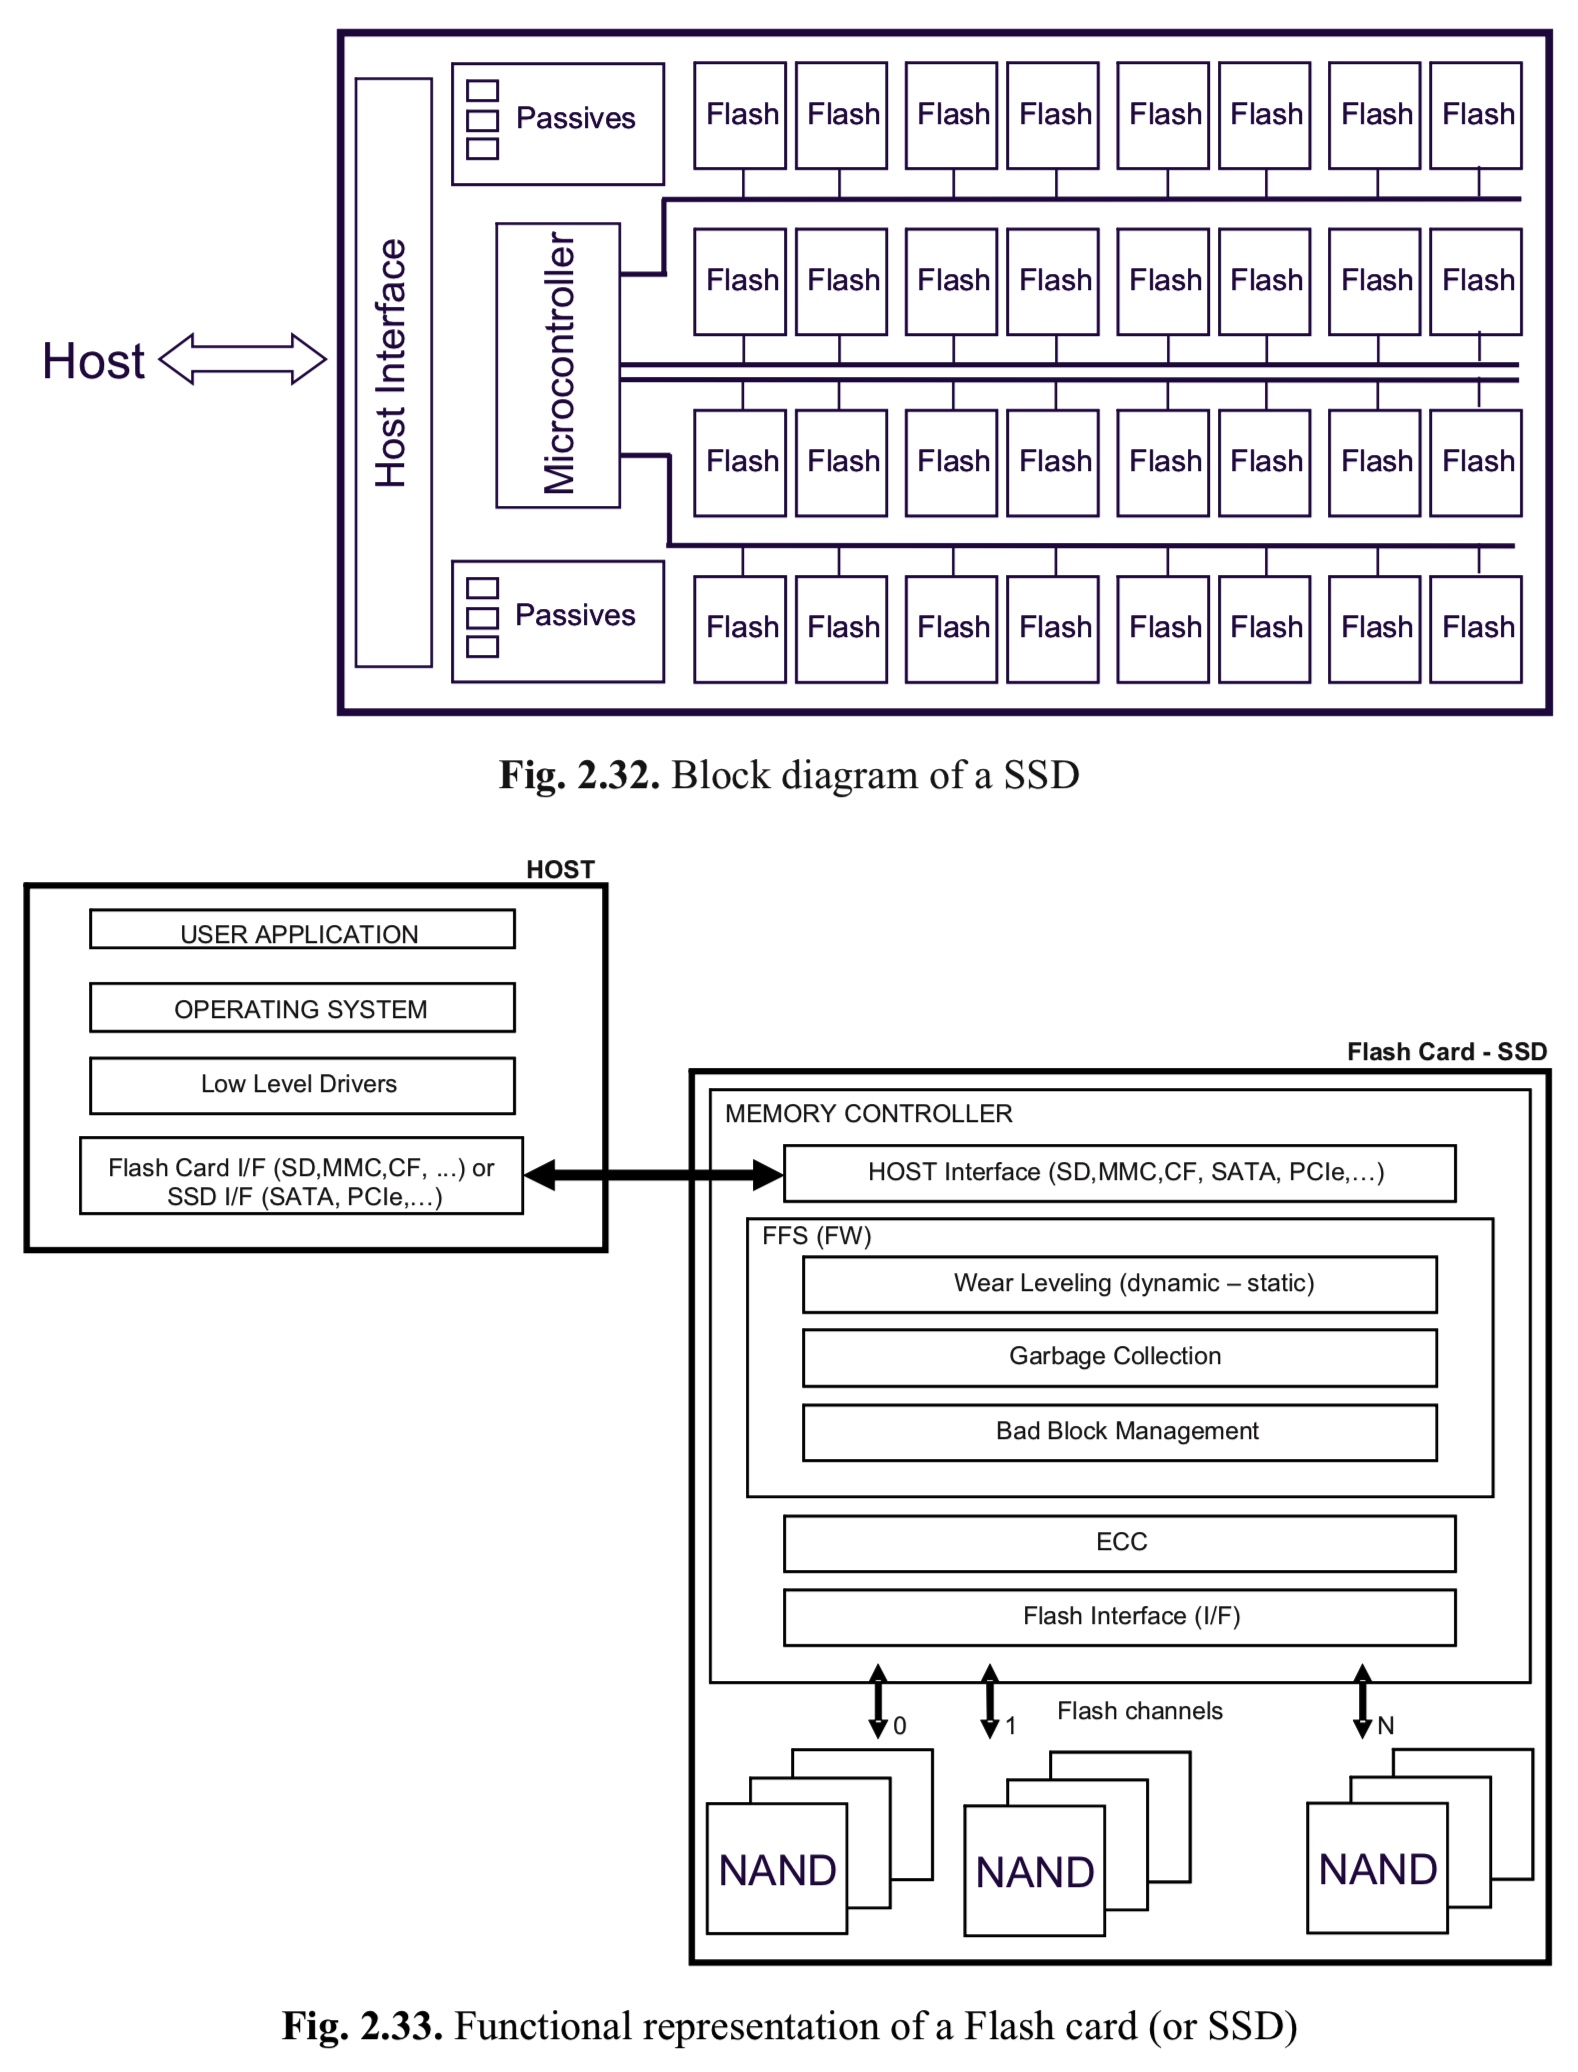 Passives
Flash Flash Flash Flash Flash Flash Flash Flash
Host
Host Interface
Microcontroller
Flash Flash Flash Flash Flash Flash Flash Flash
Flash Flash Flash Flash Flash Flash Flash Flash
Passives
Flash Flash Flash Flash Flash Flash Flash Flash
Fig. 2.32. Block diagram of a SSD
HOST
USER APPLICATION
OPERATING SYSTEM
Low Level Drivers
Flash Card I/F (SD,MMC,CF, ...) or
SSD I/F (SATA, PCIe,...)
Flash Card - SSD
MEMORY CONTROLLER
HOST Interface (SD,MMC,CF, SATA, PCIe,...)
FFS (FW)
Wear Leveling (dynamic – static)
Garbage Collection
Bad Block Management
ECC
Flash Interface (I/F)
0
1
Flash channels
N
NAND
NAND
NAND
Fig. 2.33. Functional representation of a Flash card (or SSD)